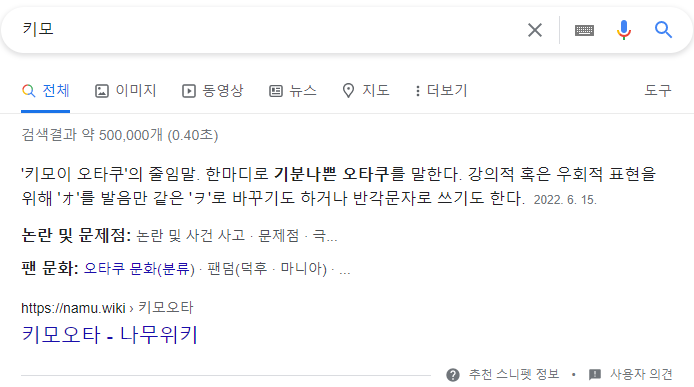 키모
전체 이미지 동영상 뉴스 지도 더보기 도구
검색결과 약 500,000개 (0.40초)
'키모이 오타쿠'의 줄임말. 한마디로 기분나쁜 오타쿠를 말한다. 강의적 혹은 우회적 표현을
위해 'オ'를 발음만 같은 'ヲ'로 바꾸기도 하거나 반각문자로 쓰기도 한다. 2022. 6. 15.
논란 및 문제점: 논란 및 사건 사고 · 문제점 · 극...
팬 문화: 오타쿠 문화(분류) · 팬덤(덕후 · 마니아) · ...
https://namu.wiki › 키모오타
키모오타 - 나무위키
추천 스니펫 정보 • 사용자 의견